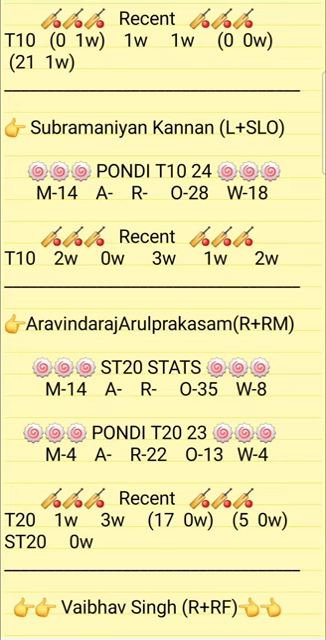 🏏🏏🏏 Recent 🏏🏏🏏
T10 (0 1w) 1w 1w (0 0w)
(21 1w)
👉 Subramaniyan Kannan (L+SLO)
🍥🍥🍥 PONDI T10 24 🍥🍥🍥
M-14 A- R- O-28 W-18
🏏🏏🏏 Recent 🏏🏏🏏
T10 2w 0w 3w 1w 2w
👉AravindarajArulprakasam(R+RM)
🍥🍥🍥 ST20 STATS 🍥🍥🍥
M-14 A- R- O-35 W-8
🍥🍥🍥 PONDI T20 23 🍥🍥🍥
M-4 A- R-22 O-13 W-4
🏏🏏🏏 Recent 🏏🏏🏏
T20 1w 3w (17 0w) (5 0w)
ST20 0w
👉👉 Vaibhav Singh (R+RF)👈👈